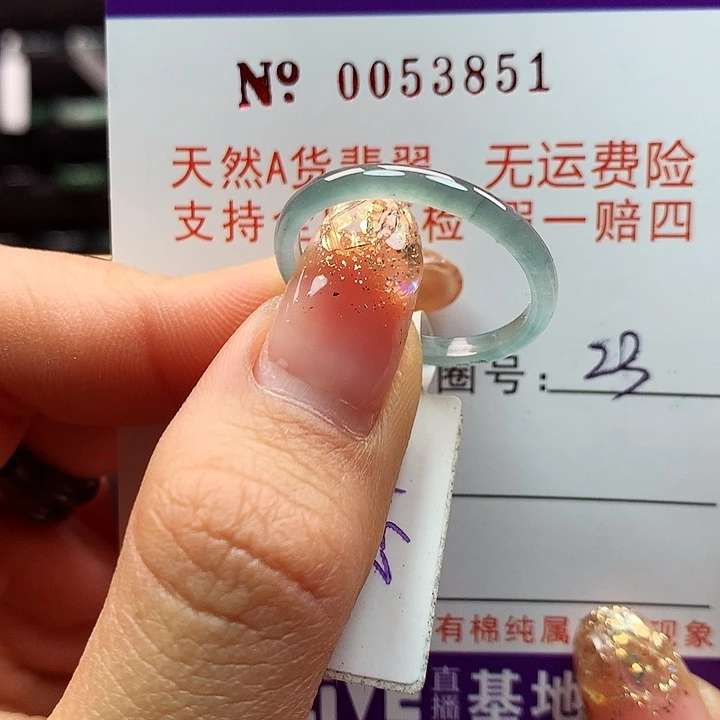 Nº 0053851
天然A货翡翠 无运费险
支持 检 假一赔四
圈号: 23
有棉纯属 现象
直播 基地